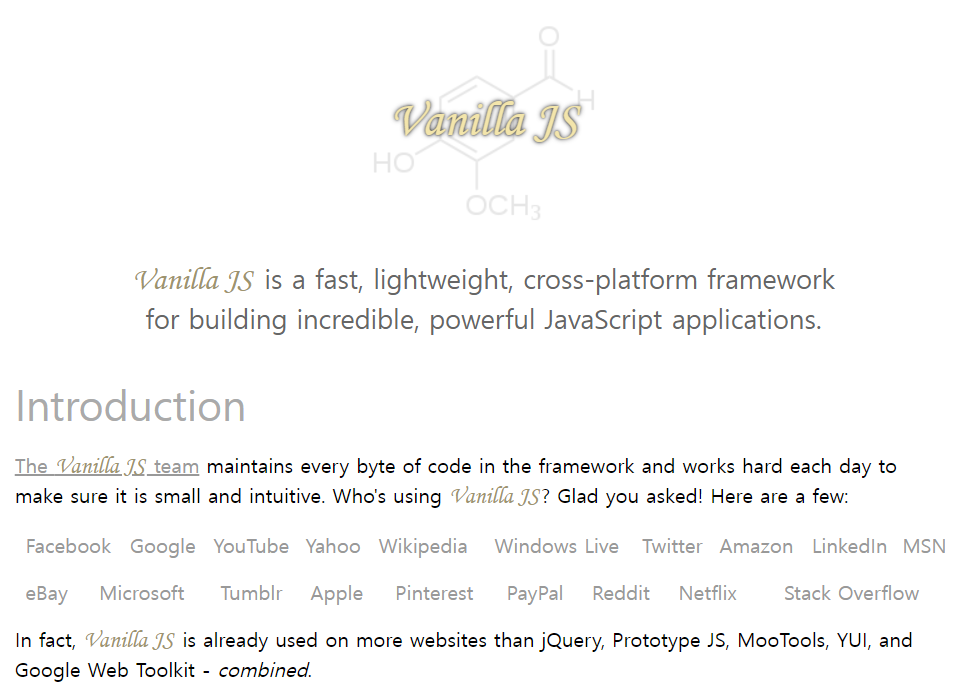 O
H
Vanilla JS
HO
OCH3
Vanilla JS is a fast, lightweight, cross-platform framework
for building incredible, powerful JavaScript applications.
Introduction
The Vanilla JS team maintains every byte of code in the framework and works hard each day to
make sure it is small and intuitive. Who's using Vanilla JS? Glad you asked! Here are a few:
Facebook Google YouTube Yahoo Wikipedia Windows Live Twitter Amazon LinkedIn MSN
eBay Microsoft Tumblr Apple Pinterest PayPal Reddit Netflix Stack Overflow
In fact, Vanilla JS is already used on more websites than jQuery, Prototype JS, MooTools, YUI, and
Google Web Toolkit - combined.